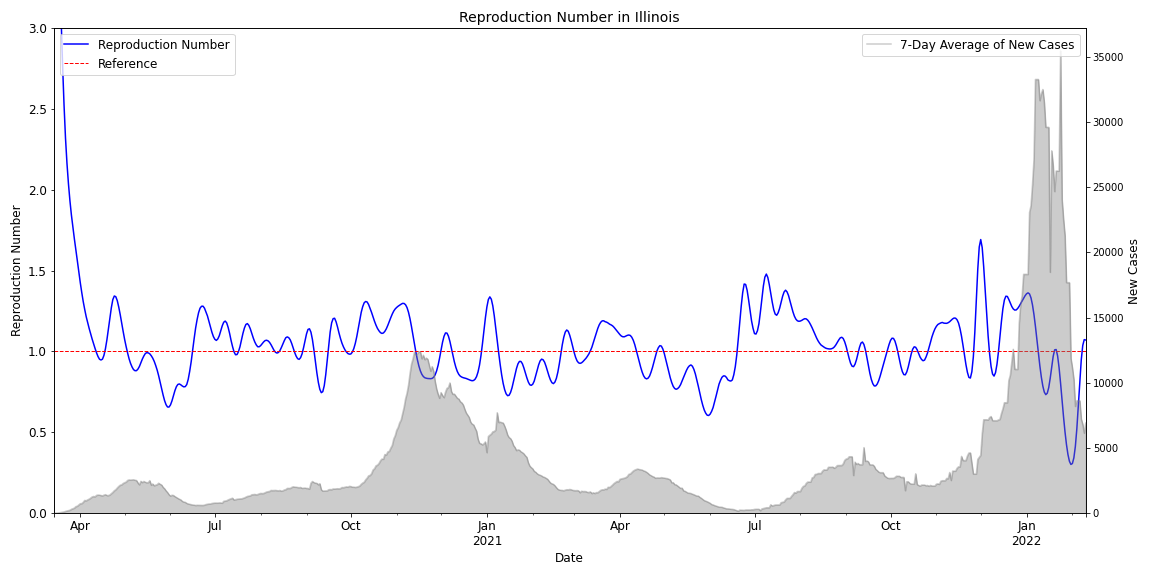 Reproduction Number in Illinois
Reproduction Number
Reference
7-Day Average of New Cases
3.0
2.5
2.0
1.5
1.0
0.5
0.0
Reproduction Number
35000
30000
25000
20000
15000
10000
5000
0
New Cases
Apr
Jul
Oct
Jan
2021
Apr
Jul
Oct
Jan
2022
Date